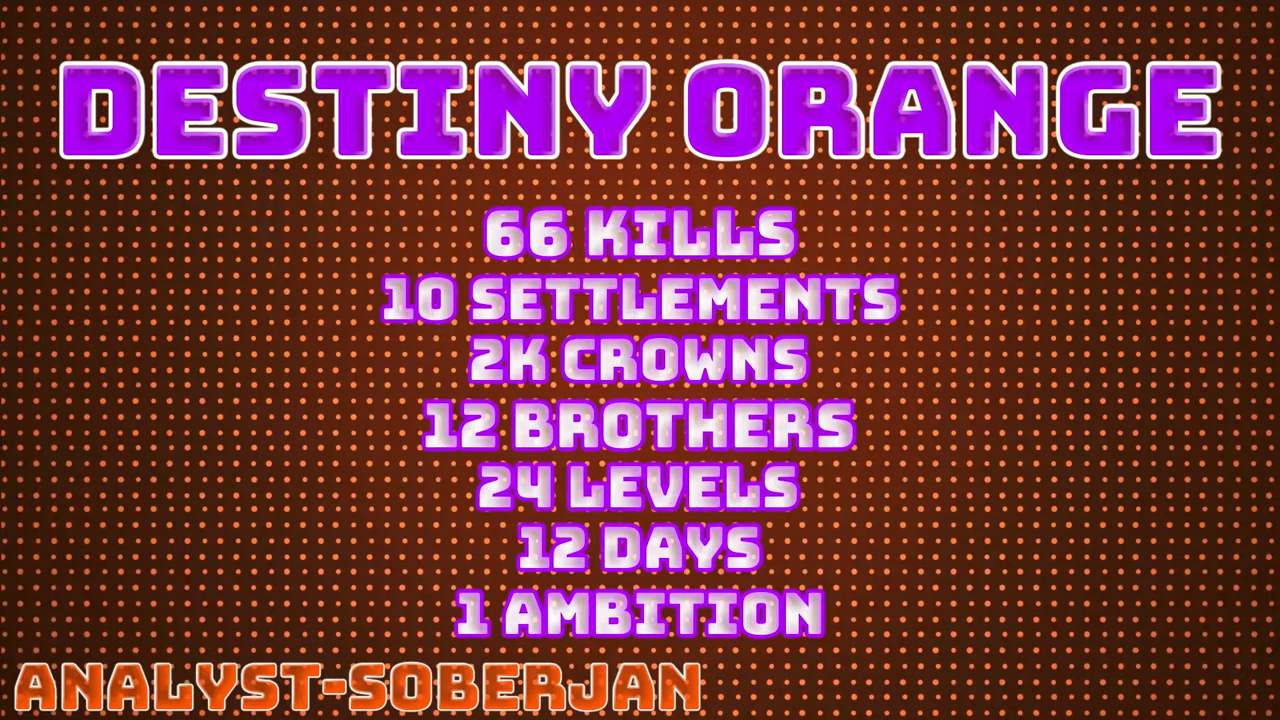 DESTINY ORANGE
66 KILLS
10 SETTLEMENTS
2K CROWNS
12 BROTHERS
24 LEVELS
12 DAYS
1 AMBITION
ANALYST-SOBERJAN